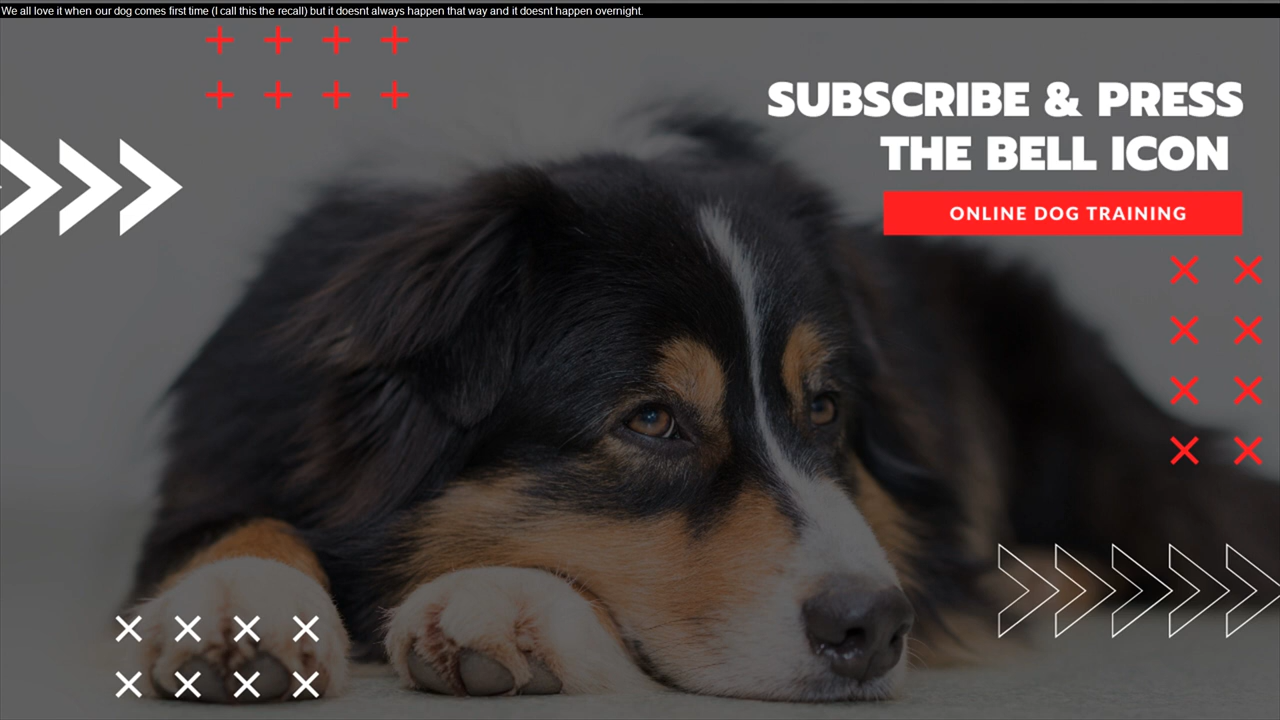 We all love it when our dog comes first time (I call this the recall) but it doesnt always happen that way and it doesnt happen overnight.
SUBSCRIBE & PRESS
THE BELL ICON
ONLINE DOG TRAINING